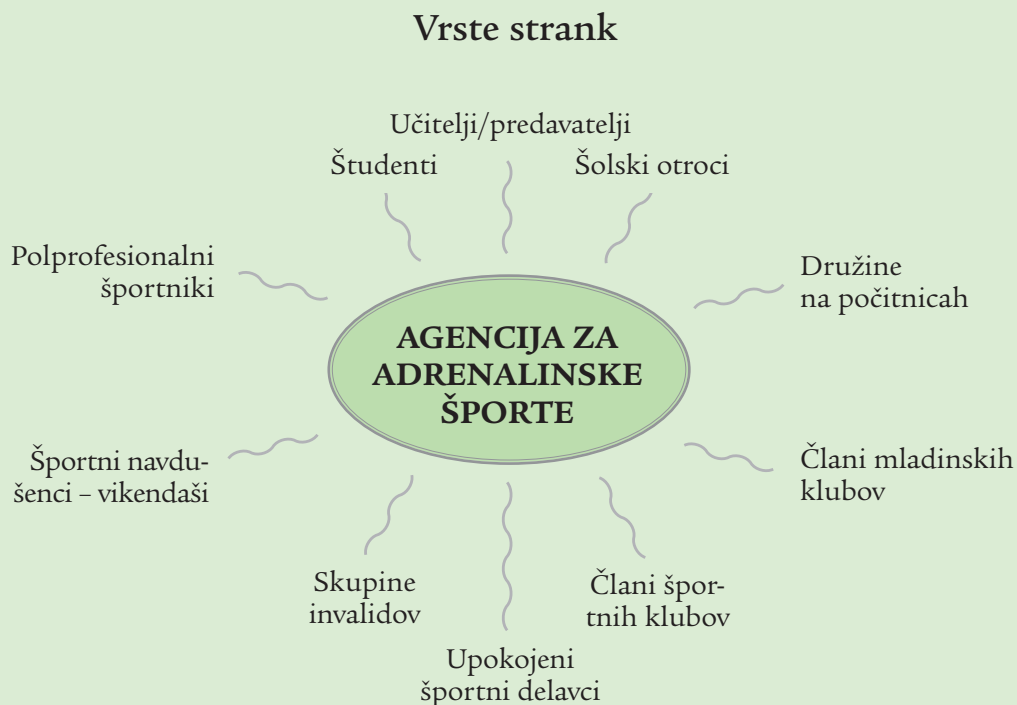 Vrste strank
Učitelji/predavatelji
Študenti
Šolski otroci
Polprofesionalni
športniki
Družine
na počitnicah
AGENCIJA ZA
ADRENALINSKE
ŠPORTE
Športni navdu-
šenci – vikendaši
Člani mladinskih
klubov
Skupine
invalidov
Člani špor-
tnih klubov
Upokojeni
športni delavci